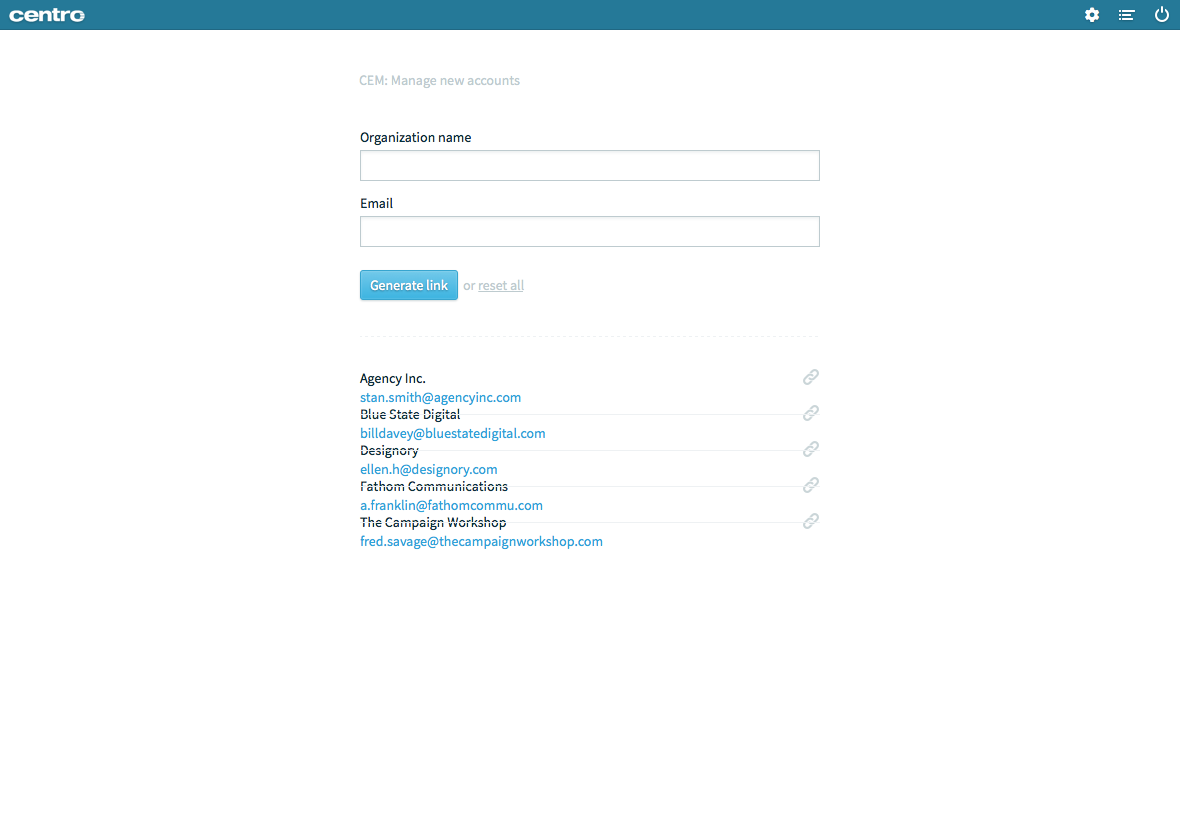 centro
CEM: Manage new accounts
Organization name
Email
Generate link or reset all
Agency Inc.
stan.smith@agencyinc.com
Blue State Digital
billdavey@bluestatedigital.com
Designory
ellen.h@designory.com
Fathom Communications
a.franklin@fathomcommu.com
The Campaign Workshop
fred.savage@thecampaignworkshop.com